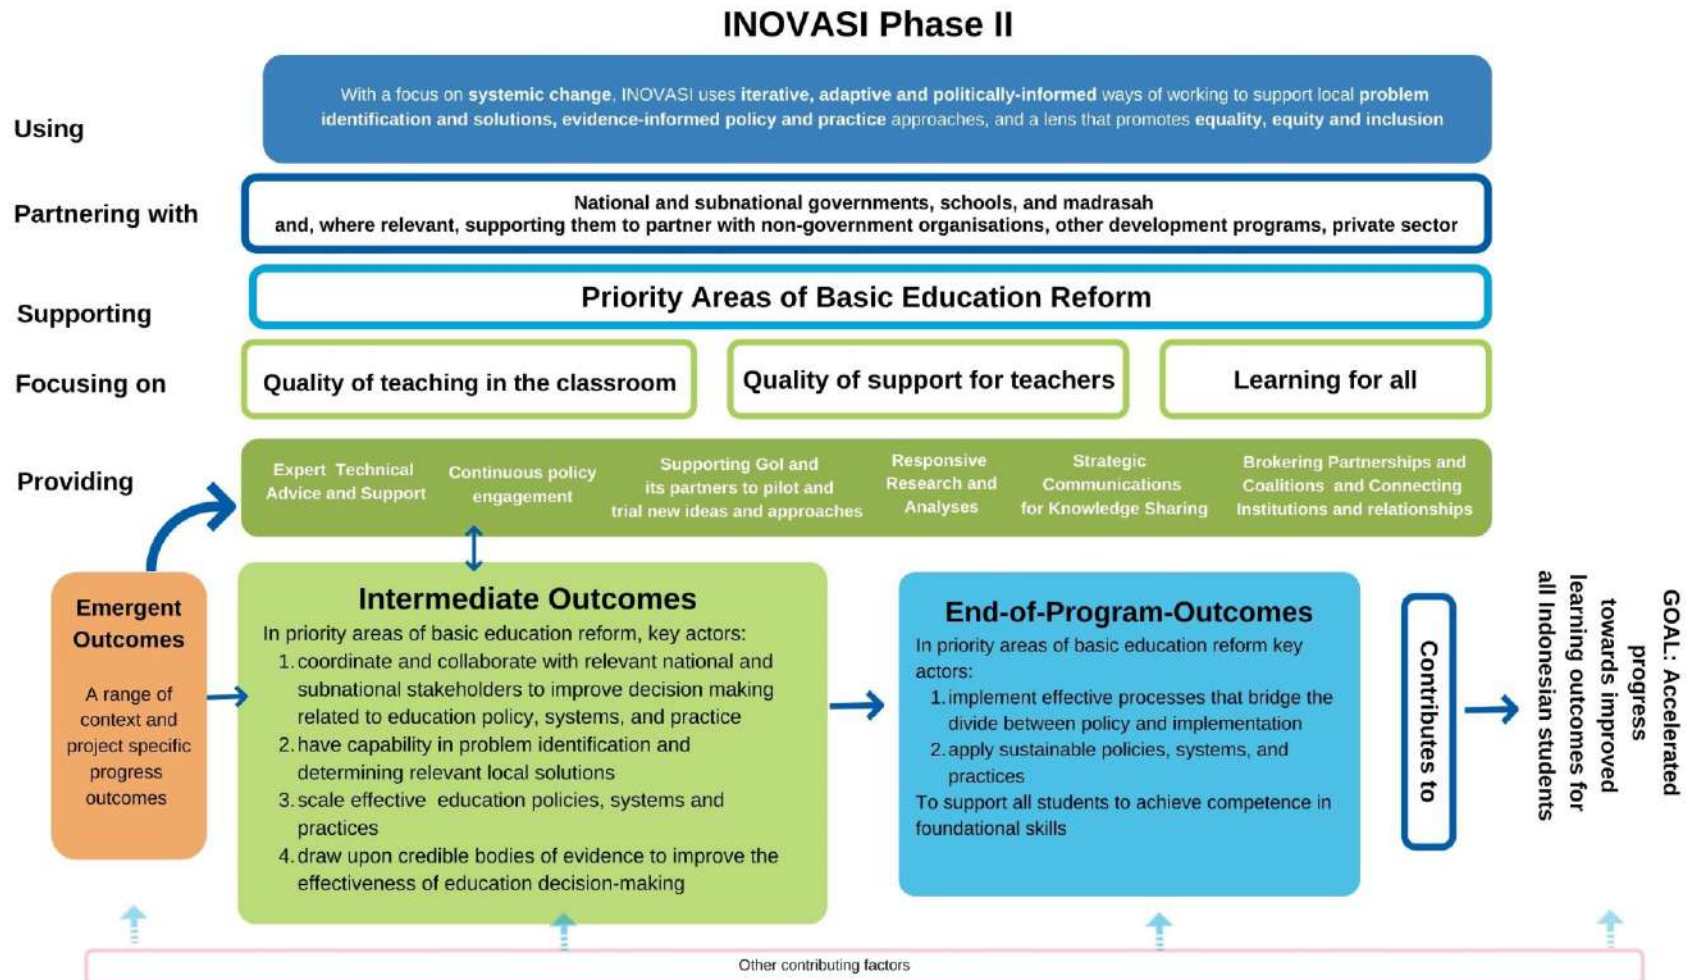 INOVASI Phase II
Using
With a focus on systemic change, INOVASI uses iterative, adaptive and politically-informed ways of working to support local problem
identification and solutions, evidence-informed policy and practice approaches, and a lens that promotes equality, equity and inclusion
Partnering with
National and subnational governments, schools, and madrasah
and, where relevant, supporting them to partner with non-government organisations, other development programs, private sector
Supporting
Priority Areas of Basic Education Reform
Focusing on
Quality of teaching in the classroom
Quality of support for teachers
Learning for all
Providing
Expert Technical
Advice and Support
Continuous policy
engagement
Supporting GoI and
its partners to pilot and
trial new ideas and approaches
Responsive
Research and
Analyses
Strategic
Communications
for Knowledge Sharing
Brokering Partnerships and
Coalitions and Connecting
Institutions and relationships
Emergent
Outcomes
A range of
context and
project specific
progress
outcomes
Intermediate Outcomes
In priority areas of basic education reform, key actors:
1. coordinate and collaborate with relevant national and
subnational stakeholders to improve decision making
related to education policy, systems, and practice
2. have capability in problem identification and
determining relevant local solutions
3. scale effective education policies, systems and
practices
4. draw upon credible bodies of evidence to improve the
effectiveness of education decision-making
End-of-Program-Outcomes
In priority areas of basic education reform key
actors:
1. implement effective processes that bridge the
divide between policy and implementation
2. apply sustainable policies, systems, and
practices
To support all students to achieve competence in
foundational skills
Contributes to
GOAL: Accelerated
progress
towards improved
learning outcomes for
all Indonesian students
Other contributing factors